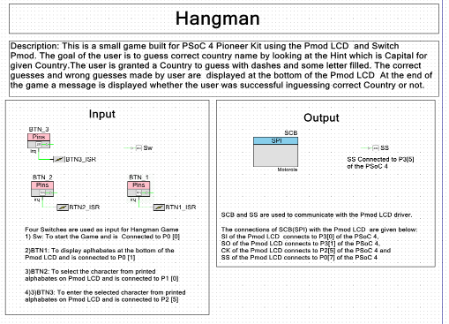 Hangman
Description: This is a small game built for PSoC 4 Pioneer Kit using the Pmod LCD and Switch
Pmod. The goal of the user is to guess correct country name by looking at the Hint which is Capital for
given Country.The user is granted a Country to guess with dashes and some letter filled. The correct
guesses and wrong guesses made by user are displayed at the bottom of the Pmod LCD At the end of
the game a message is displayed whether the user was successful inguessing correct Country or not.
Input
BTN_3
Pins
Irq
BTN3_ISR
Sw
BTN_2
Pins
BTN2_ISR
BTN_1
Pins
BTN1_ISR
Four Switches are used as input for Hangman Game
1) Sw: To start the Game and is Connected to P0 [0]
2)BTN1: To display aplhabates at the bottom of the
Pmod LCD and is connected to P0 [1]
3)BTN2: To select the character from printed
alphabates on Pmod LCD and is connected to P1 [0]
4)3)BTN3: To enter the selected character from printed
alphabates on Pmod LCD and is connected to P2 [5]
Output
SCB
SPI
SS
SS Connected to P3[5]
of the PSoC 4
SCB and SS are used to communicate with the Pmod LCD driver.
The connections of SCB(SPI) with the Pmod LCD are given below:
SI of the Pmod LCD connects to P3[0] of the PSoC 4,
SO of the Pmod LCD connects to P3[1] of the PSoC 4,
CK of the Pmod LCD connects to P2[5] of the PSoC 4 and
SS of the Pmod LCD connects to P0[7] of the PSoC 4